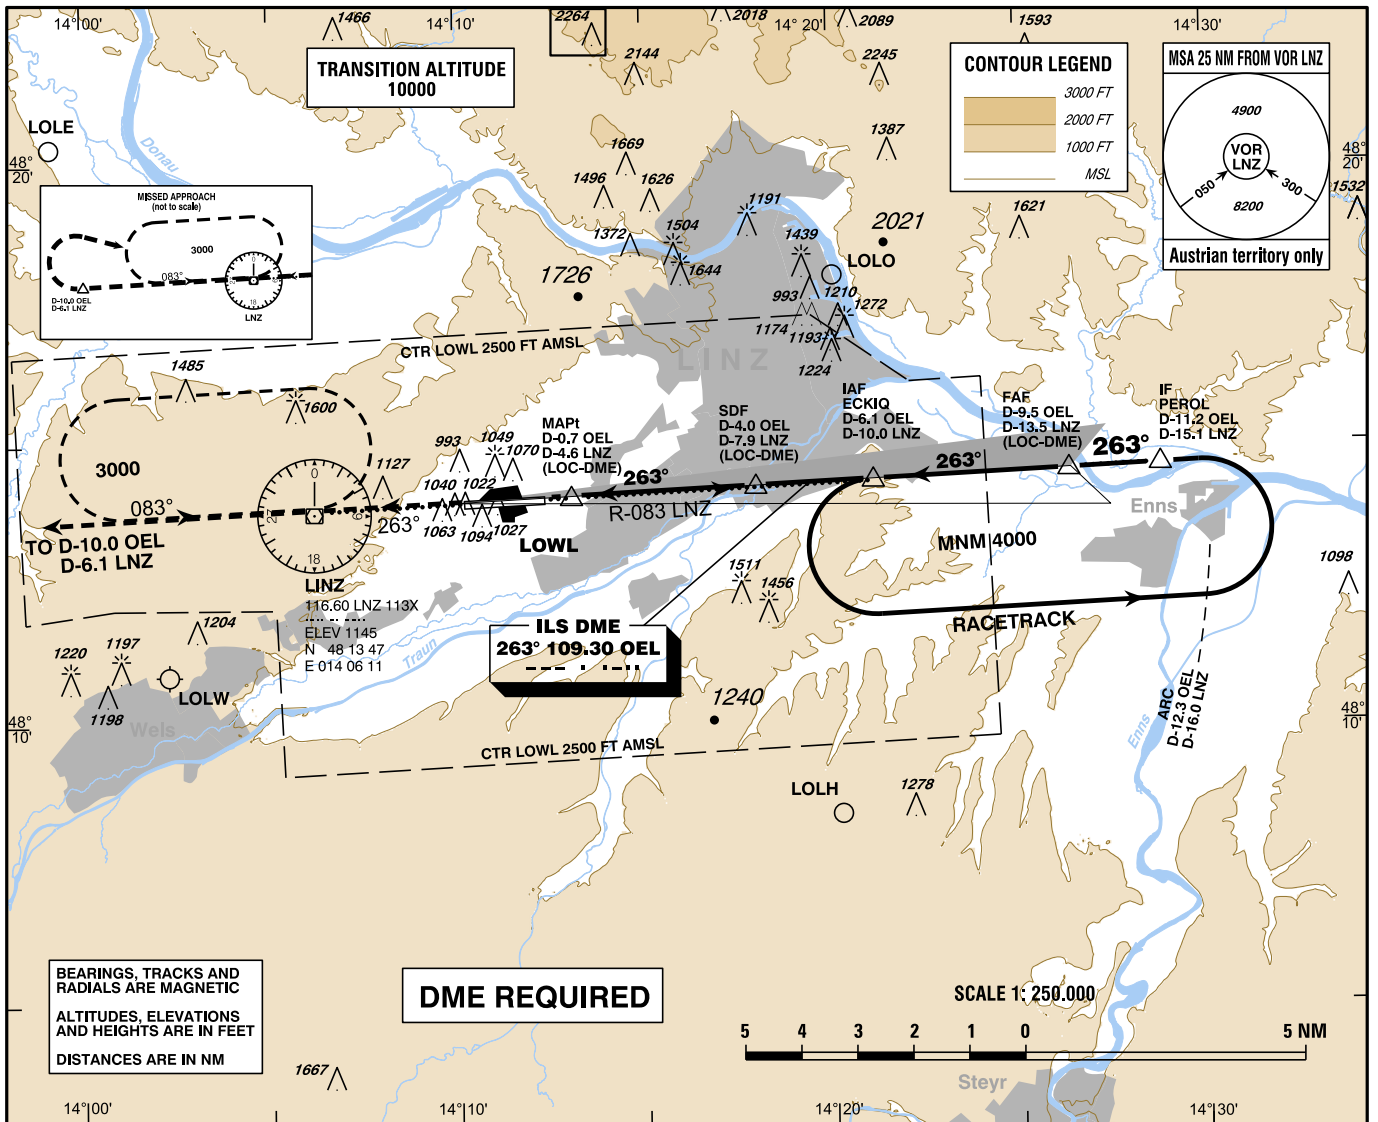 14°00'
1466
14°10'
2264
2018
14°20'
2089
1593
14°30'
TRANSITION ALTITUDE
10000
2144
2245
CONTOUR LEGEND
3000 FT
2000 FT
1000 FT
MSL
MSA 25 NM FROM VOR LNZ
4900
VOR
LNZ
050
300
8200
Austrian territory only
LOLE
Donau
48°
20'
48°
20'
1387
1669
1496
1626
1532
1621
MISSED APPROACH
(not to scale)
3000
083°
0
18
D-10.0 OEL
D-6.1 LNZ
LNZ
1191
1504
1372
1644
1439
2021
LOLO
1726
993
1210
1272
1174
1193
1224
CTR LOWL 2500 FT AMSL
LINZ
1485
1600
3000
083°
TO D-10.0 OEL
D-6.1 LNZ
1127
993
1049
1070
1040
1022
1063
1094
1027
263°
MAPt
D-0.7 OEL
D-4.6 LNZ
(LOC-DME)
SDF
D-4.0 OEL
D-7.9 LNZ
(LOC-DME)
IAF
ECKIQ
D-6.1 OEL
D-10.0 LNZ
FAF
D-9.5 OEL
D-13.5 LNZ
(LOC-DME)
IF
PEROL
D-11.2 OEL
D-15.1 LNZ
263°
263°
263°
R-083 LNZ
LOWL
Enns
MNM 4000
RACETRACK
1098
0
27
6
18
LINZ
116.60 LNZ 113X
ELEV 1145
N 48 13 47
E 014 06 11
1511
1456
ILS DME
263° 109.30 OEL
Traun
1204
1197
1220
1198
LOLW
Wels
1240
ARC
D-12.3 OEL
D-16.0 LNZ
Enns
48°
10'
48°
10'
CTR LOWL 2500 FT AMSL
LOLH
1278
BEARINGS, TRACKS AND
RADIALS ARE MAGNETIC
ALTITUDES, ELEVATIONS
AND HEIGHTS ARE IN FEET
DISTANCES ARE IN NM
DME REQUIRED
SCALE 1: 250.000
5 4 3 2 1 0 5 NM
1667
Steyr
14°00'
14°10'
14°20'
14°30'